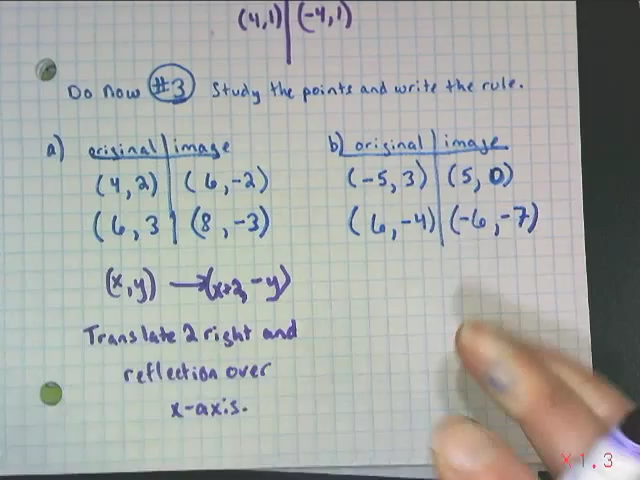 (4,1) (-4,1)
Do Now #3 Study the points and write the rule.
a) original image
(4,2) (6,-2)
(6,3 (8,-3)
(x,y) → (x+2, -y)
Translate 2 right and
reflection over
x-axis.
b) original image
(-5,3) (5,0)
(6,-4) (-6,-7)
×1.3